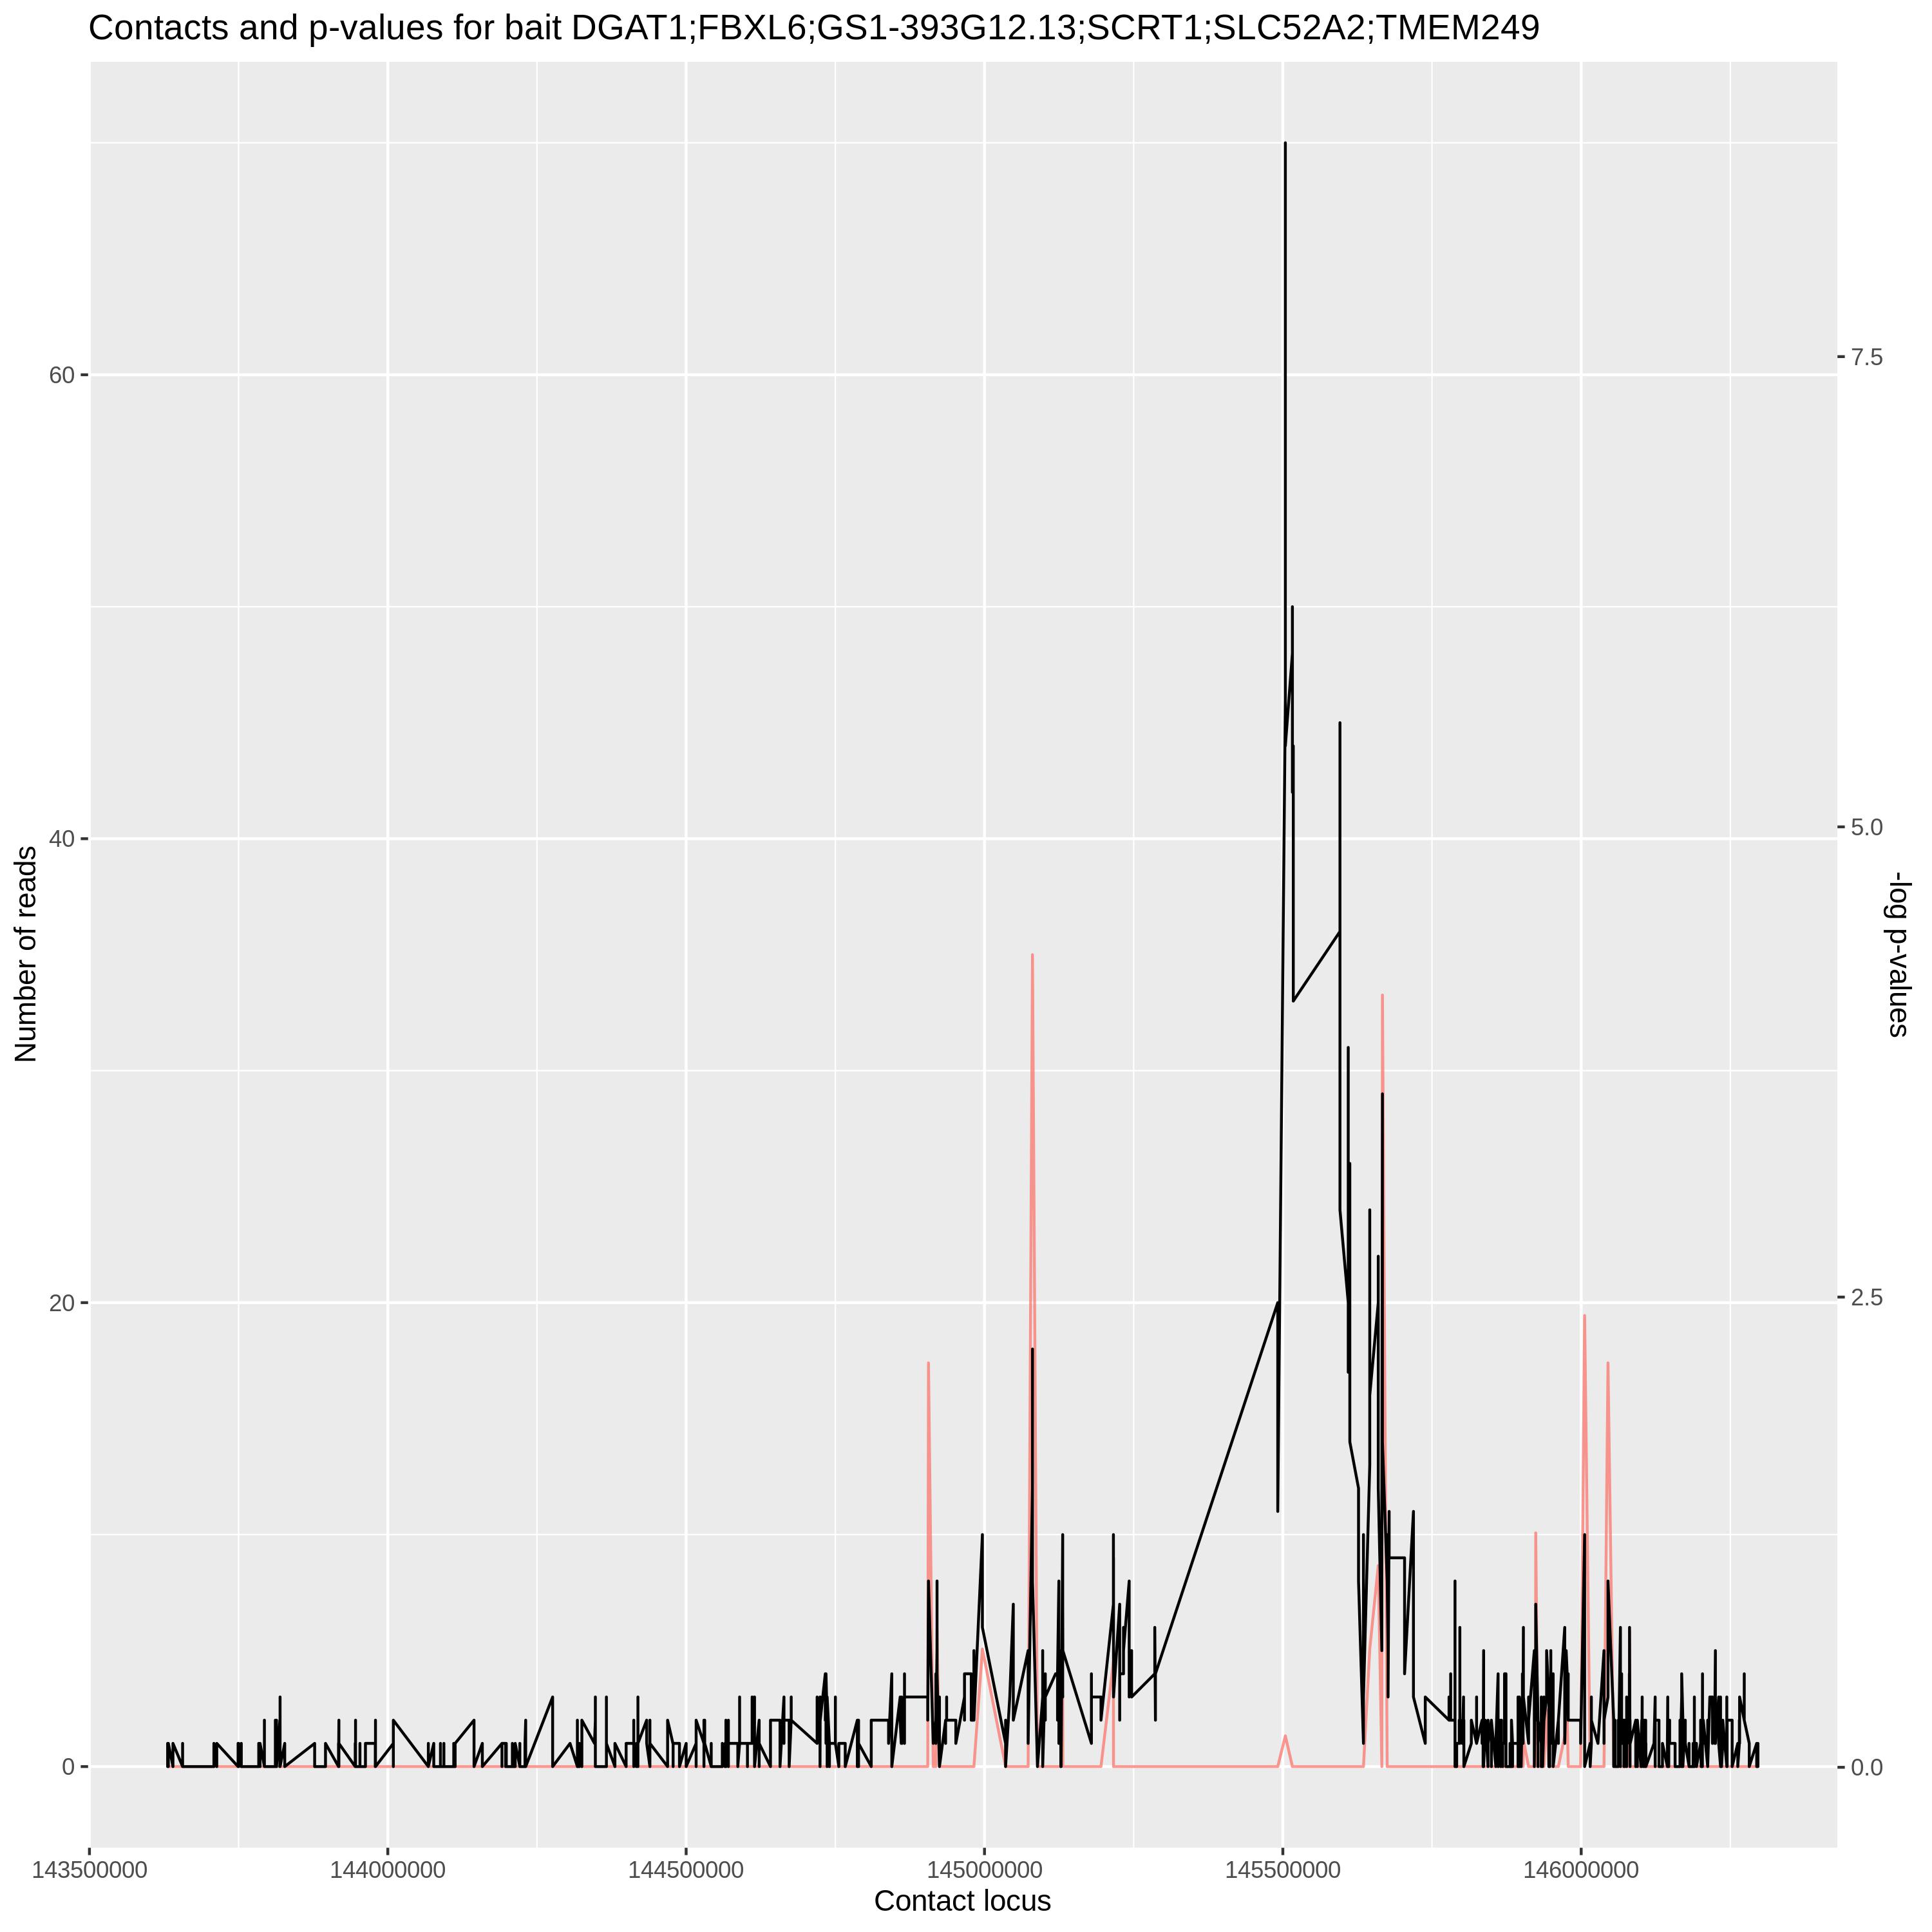 Contacts and p-values for bait DGAT1;FBXL6;GS1-393G12.13;SCRT1;SLC52A2;TMEM249
60
40
20
0
Number of reads
7.5
5.0
2.5
0.0
-log p-values
143500000 144000000 144500000 145000000 145500000 146000000
Contact locus